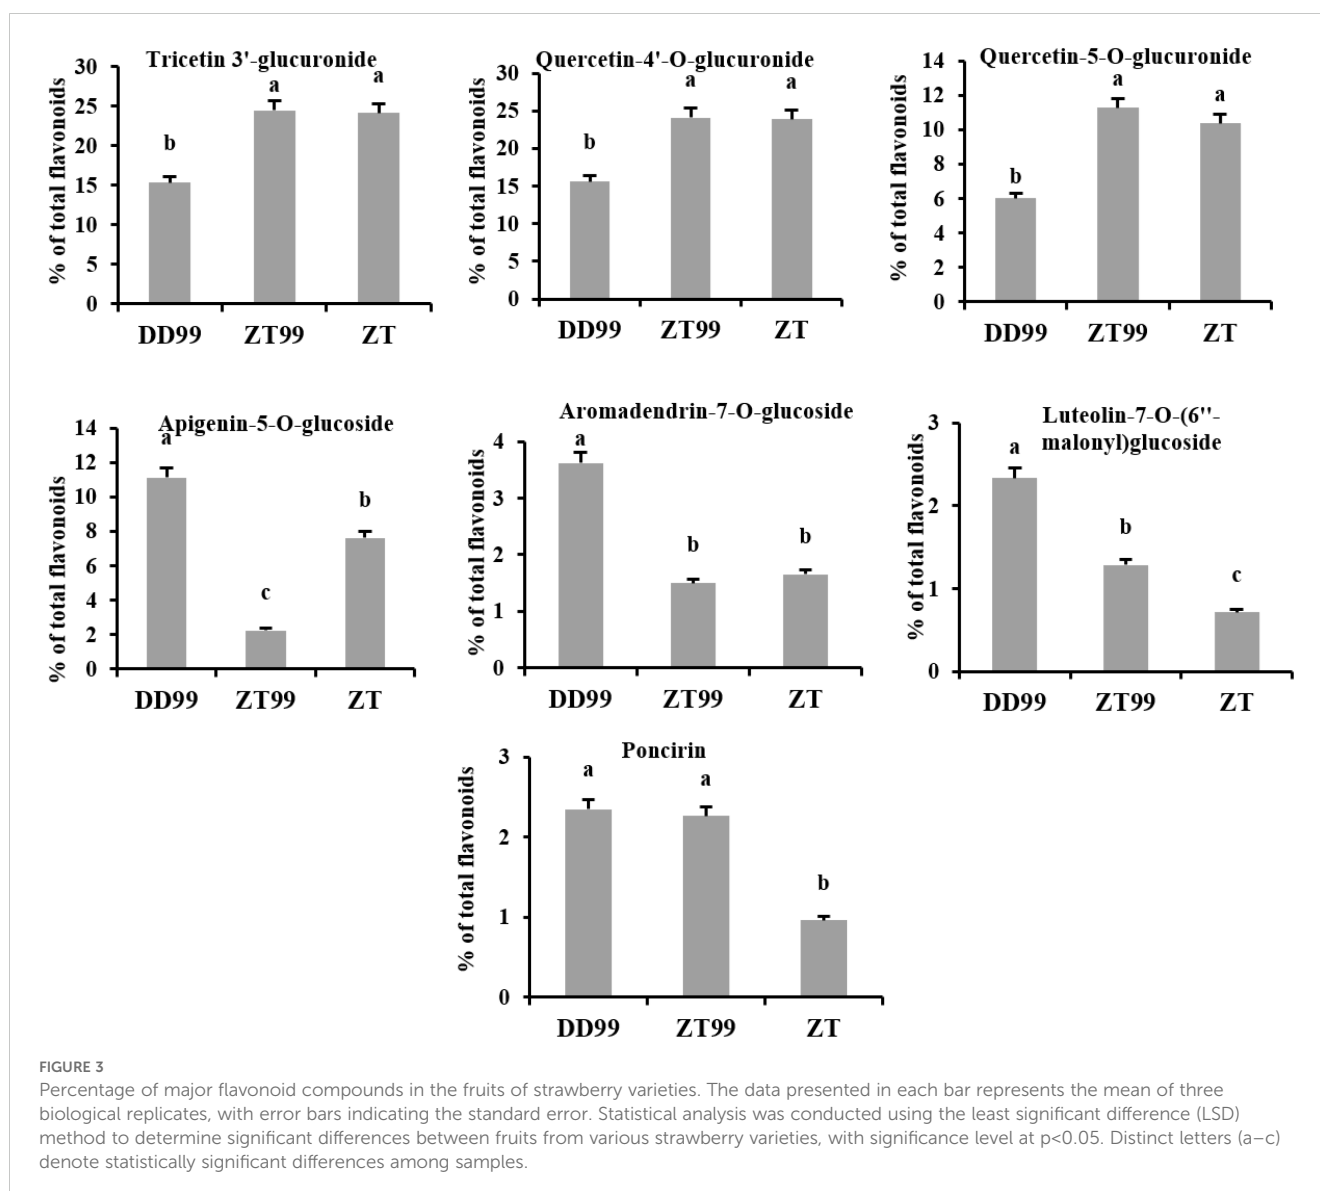 Tricetin 3'-glucuronide
% of total flavonoids
30
25
20
15
10
5
0
b
a
a
DD99 ZT99 ZT
Quercetin-4'-O-glucuronide
% of total flavonoids
30
25
20
15
10
5
0
b
a
a
DD99 ZT99 ZT
Quercetin-5-O-glucuronide
% of total flavonoids
14
12
10
8
6
4
2
0
b
a
a
DD99 ZT99 ZT
Apigenin-5-O-glucoside
% of total flavonoids
14
12
10
8
6
4
2
0
a
c
b
DD99 ZT99 ZT
Aromadendrin-7-O-glucoside
% of total flavonoids
4
3
2
1
0
a
b
b
DD99 ZT99 ZT
Luteolin-7-O-(6''-
malonyl)glucoside
% of total flavonoids
3
2
1
0
a
b
c
DD99 ZT99 ZT
Poncirin
% of total flavonoids
3
2
1
0
a
a
b
DD99 ZT99 ZT
FIGURE 3
Percentage of major flavonoid compounds in the fruits of strawberry varieties. The data presented in each bar represents the mean of three
biological replicates, with error bars indicating the standard error. Statistical analysis was conducted using the least significant difference (LSD)
method to determine significant differences between fruits from various strawberry varieties, with significance level at p<0.05. Distinct letters (a–c)
denote statistically significant differences among samples.